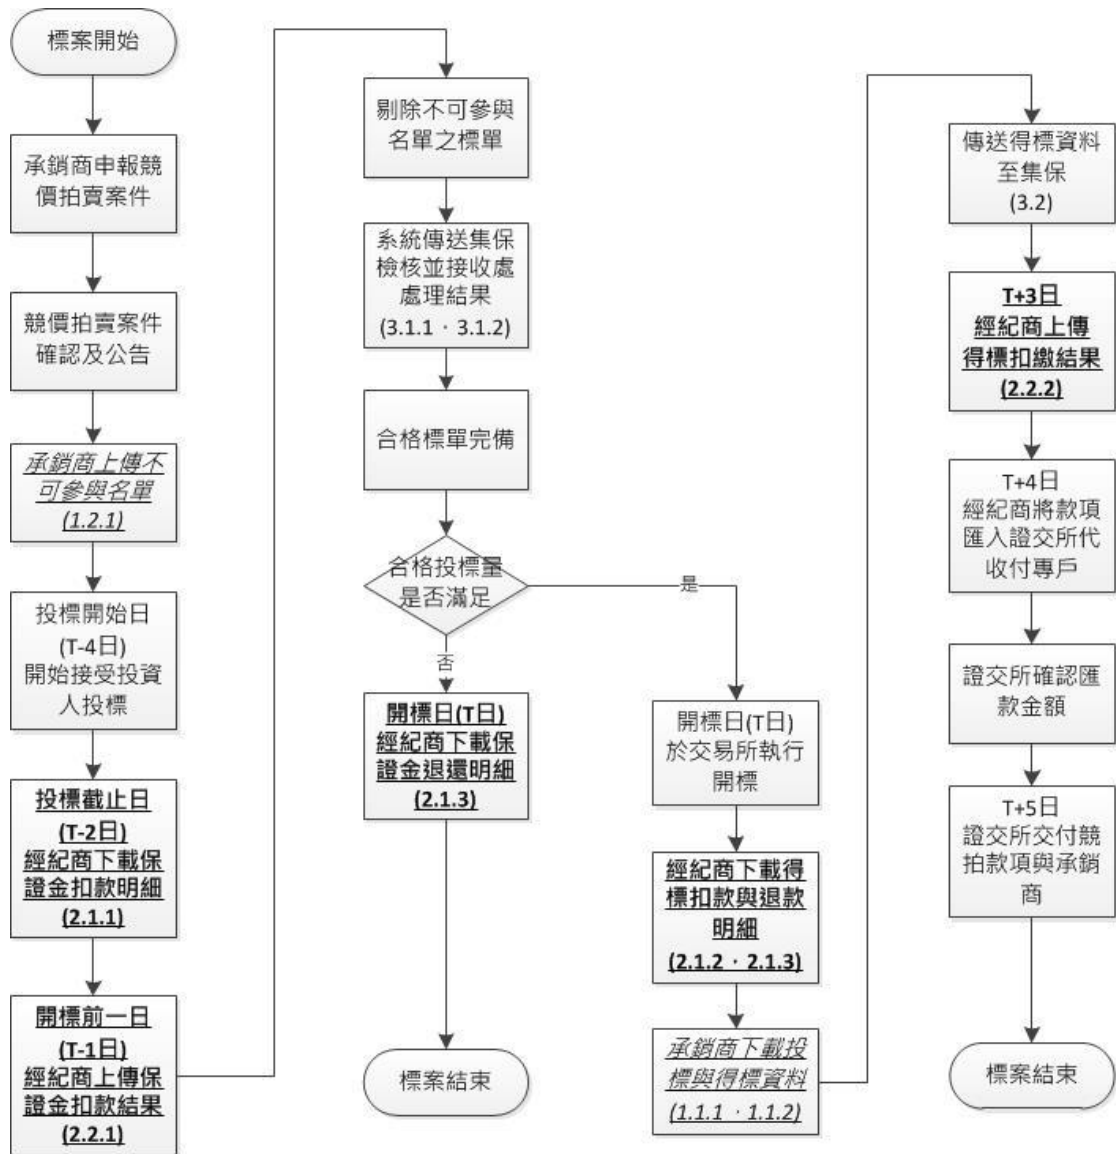 標案開始
承銷商申報競
價拍賣案件
競價拍賣案件
確認及公告
承銷商上傳不
可參與名單
(1.2.1)
投標開始日
(T-4日)
開始接受投資
人投標
投標截止日
(T-2日)
經紀商下載保
證金扣款明細
(2.1.1)
開標前一日
(T-1日)
經紀商上傳保
證金扣款結果
(2.2.1)
剔除不可參與
名單之標單
系統傳送集保
檢核並接收處
處理結果
(3.1.1、3.1.2)
合格標單完備
合格投標量
是否滿足
是
否
開標日(T日)
經紀商下載保
證金退還明細
(2.1.3)
標案結束
開標日(T日)
於交易所執行
開標
經紀商下載得
標扣款與退款
明細
(2.1.2、2.1.3)
承銷商下載投
標與得標資料
(1.1.1、1.1.2)
傳送得標資料
至集保
(3.2)
T+3日
經紀商上傳
得標扣繳結果
(2.2.2)
T+4日
經紀商將款項
匯入證交所代
收付專戶
證交所確認匯
款金額
T+5日
證交所交付競
拍款項與承銷
商
標案結束